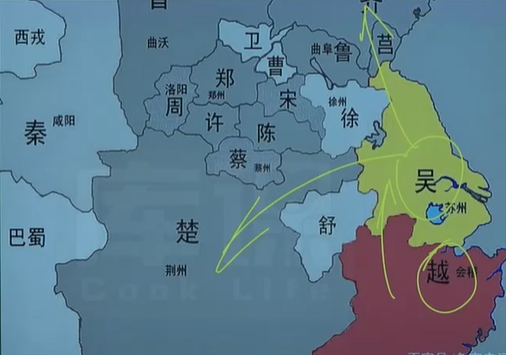 晋
齐
西戎
曲沃
卫
曹
曲阜
鲁
莒
洛阳
周
郑
郑州
宋
徐州
徐
秦
咸阳
许
陈
蔡
蔡州
吴
苏州
巴蜀
楚
荆州
舒
越
会稽
Cook Life